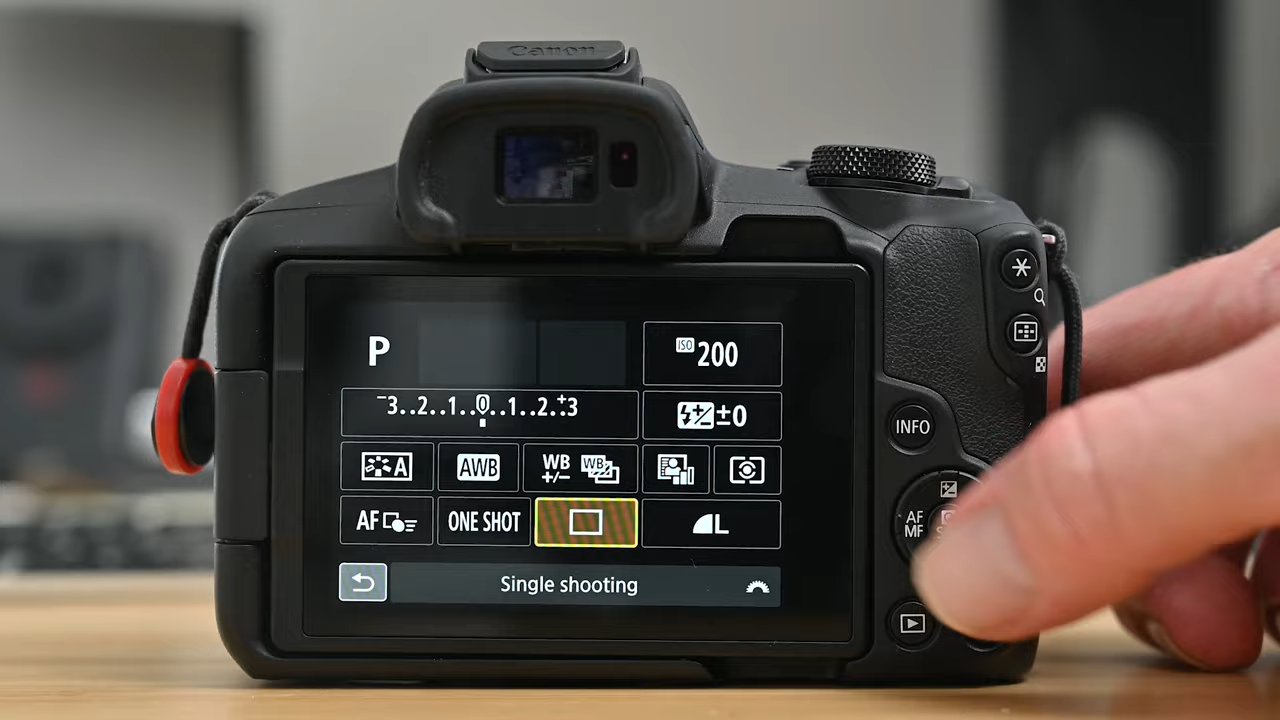 Canon
P
ISO 200
-3..2..1..0..1..2..+3
±0
A
AWB
WB +/-
WB
AF
ONE SHOT
L
Single shooting
INFO
AF
MF